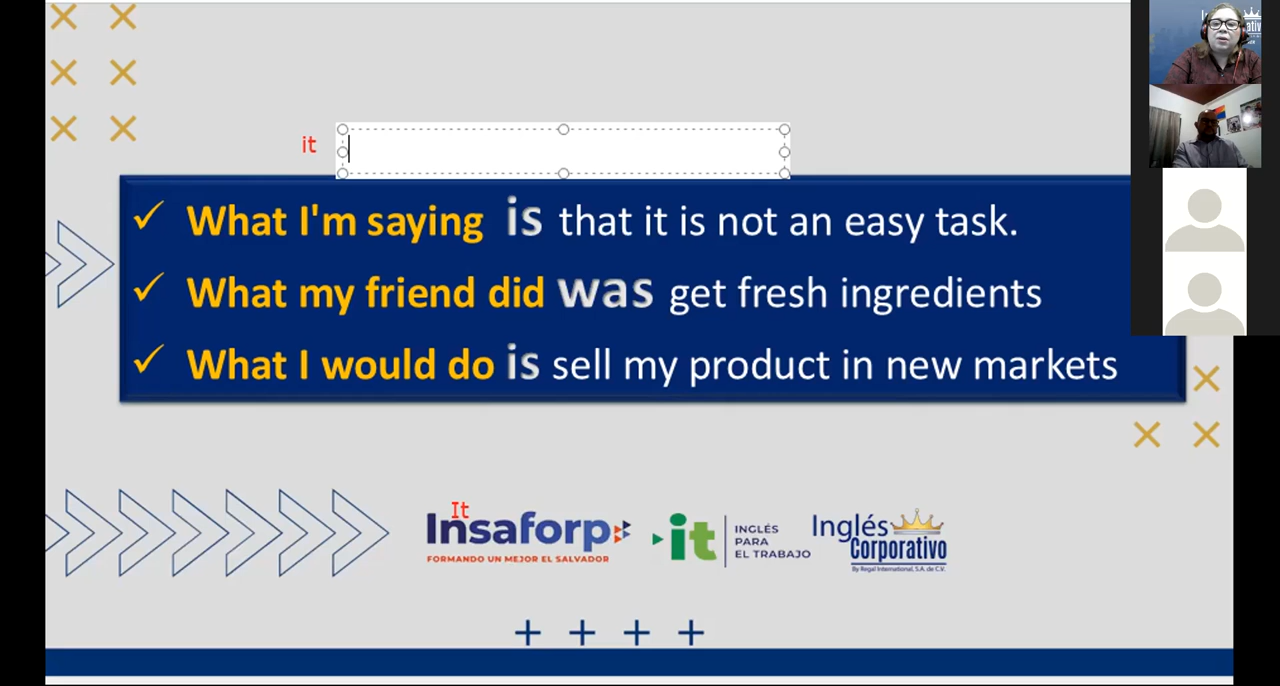 it
What I'm saying is that it is not an easy task.
What my friend did was get fresh ingredients
What I would do is sell my product in new markets
It
Insaforp
FORMANDO UN MEJOR EL SALVADOR
it
INGLÉS
PARA
EL TRABAJO
Inglés
Corporativo
By Regal International, S.A. de C.V.